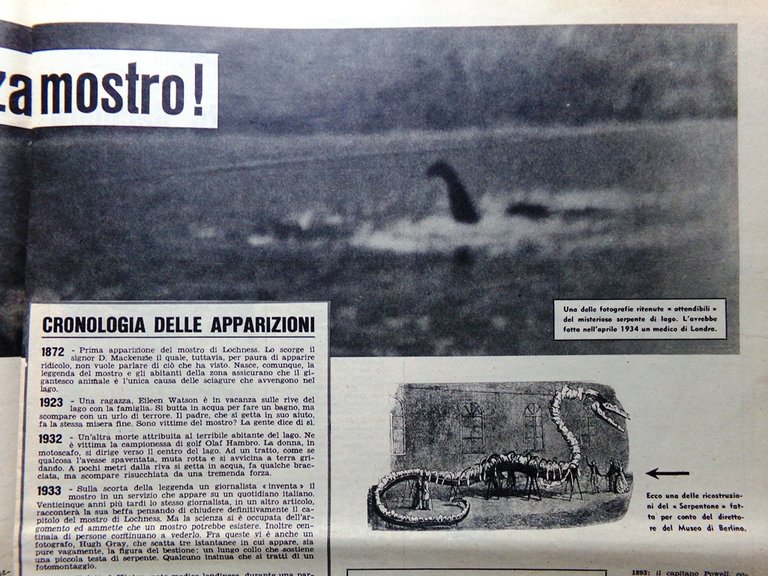 za mostro!
Una delle fotografie ritenute « attendibili »
del misterioso serpente di lago. L'avrebbe
fatta nell'aprile 1934 un medico di Londra.
CRONOLOGIA DELLE APPARIZIONI
1872 - Prima apparizione del mostro di Lochness. Lo scorge il
signor D. Mackenzie il quale, tuttavia, per paura di apparire
ridicolo, non vuole parlare di ciò che ha visto. Nasce, comunque, la
leggenda del mostro e gli abitanti della zona assicurano che il gi-
gantesco animale è l'unica causa delle sciagure che avvengono nel
lago.
1923 - Una ragazza, Eileen Watson è in vacanza sulle rive del
lago con la famiglia. Si butta in acqua per fare un bagno, ma
scompare con un urlo di terrore. Il padre, che si getta in suo aiuto,
fa la stessa misera fine. Sono vittime del mostro? La gente dice di sì.
1932 - Un'altra morte attribuita al terribile abitante del lago. Ne
è vittima la campionessa di golf Olaf Hambro. La donna, in
motoscafo, si dirige verso il centro del lago. Ad un tratto, come se
qualcosa l'avesse spaventata, muta rotta e si avvicina a terra gri-
dando. A pochi metri dalla riva si getta in acqua, fa qualche brac-
ciata, ma scompare risucchiata da una tremenda forza.
1933 - Sulla scorta della leggenda un giornalista « inventa » il
mostro in un servizio che appare su un quotidiano italiano.
Venticinque anni più tardi lo stesso giornalista, in un altro articolo,
racconterà la sua beffa pensando di chiudere definitivamente il ca-
pitolo del mostro di Lochness. Ma la scienza si è occupata dell'ar-
gomento ed ammette che un mostro potrebbe esistere. Inoltre cen-
tinaia di persone continuano a vederlo. Fra queste vi è anche un
fotografo, Hugh Gray, che scatta tre istantanee in cui appare, sia
pure vagamente, la figura del bestione: un lungo collo che sostiene
una piccola testa di serpente. Qualcuno insinua che si tratti di un
fotomontaggio.
Ecco una delle ricostruzio-
ni del « Serpentone » fat-
ta per conto del diretto-
re del Museo di Berlino.
1893: il capitano Powell, co-